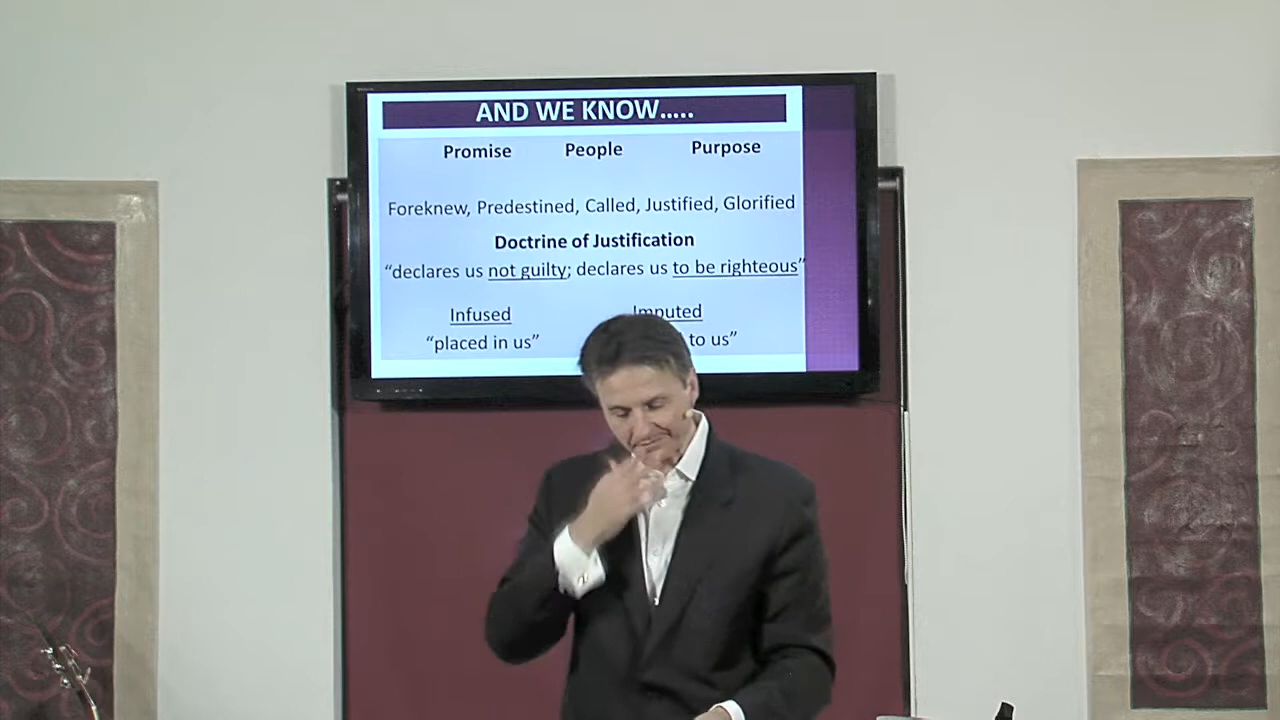 AND WE KNOW.....
Promise People Purpose
Foreknew, Predestined, Called, Justified, Glorified
Doctrine of Justification
“declares us not guilty; declares us to be righteous”
Infused Imputed
“placed in us” to us”